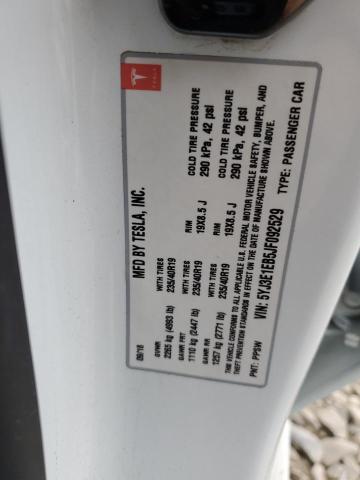 TESLA
MFD BY TESLA, INC.
09/18
GVWR
2265 kg (4993 lb)
WITH TIRES
235/40R19
RIM
19X8.5 J
COLD TIRE PRESSURE
290 kPa, 42 psi
GAWR FRT
1110 kg (2447 lb)
WITH TIRES
235/40R19
RIM
19X8.5 J
COLD TIRE PRESSURE
290 kPa, 42 psi
GAWR RR
1257 kg (2771 lb)
WITH TIRES
235/40R19
THIS VEHICLE CONFORMS TO ALL APPLICABLE U.S. FEDERAL MOTOR VEHICLE SAFETY, BUMPER, AND
THEFT PREVENTION STANDARDS IN EFFECT ON THE DATE OF MANUFACTURE SHOWN ABOVE.
VIN: 5YJ3E1EB5JF092529
TYPE: PASSENGER CAR
PNT: PPSW